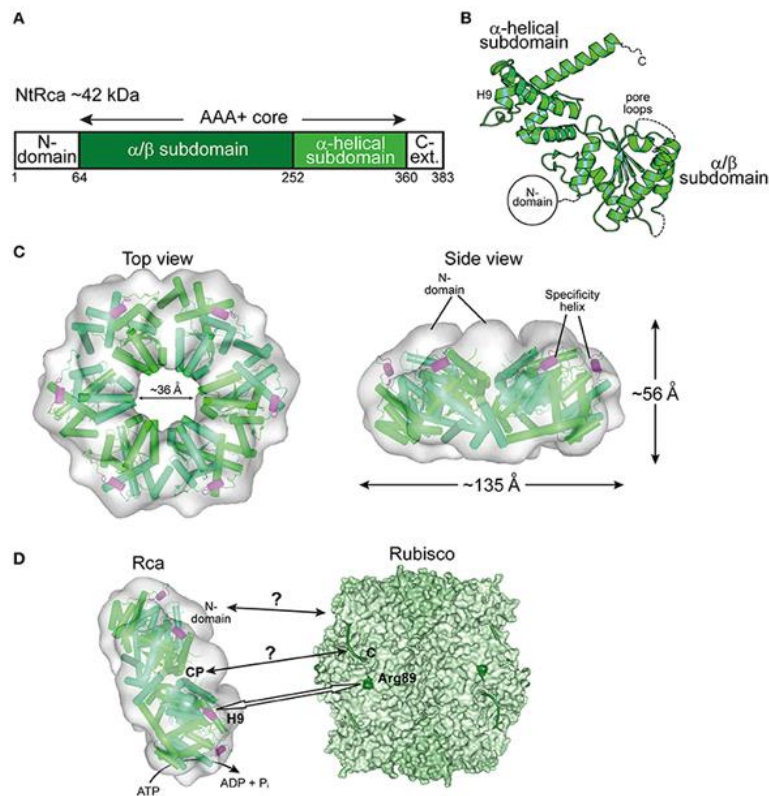 A
NtRca ~42 kDa
AAA+ core
N-
domain
α/β subdomain
α-helical
subdomain
C-
ext.
1 64 252 360 383
B
α-helical
subdomain
C
H9
pore
loops
α/β
subdomain
N-
domain
C
Top view
~36 Å
Side view
N-
domain
Specificity
helix
~56 Å
~135 Å
D
Rca
Rubisco
N-
domain
?
?
CP
C
Arg89
H9
ATP
ADP + Pi